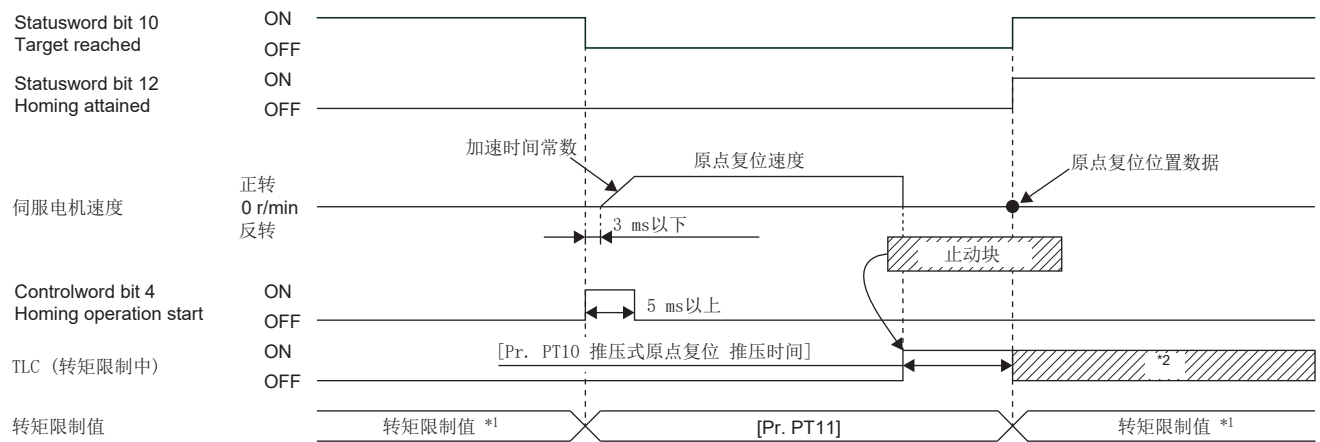 Statusword bit 10
Target reached
ON
OFF
Statusword bit 12
Homing attained
ON
OFF
加速时间常数
原点复位速度
原点复位位置数据
伺服电机速度
正转
0 r/min
反转
3 ms以下
止动块
Controlword bit 4
Homing operation start
ON
OFF
5 ms以上
TLC (转矩限制中)
ON
OFF
[Pr. PT10 推压式原点复位 推压时间]
*2
转矩限制值
转矩限制值 *1
[Pr. PT11]
转矩限制值 *1